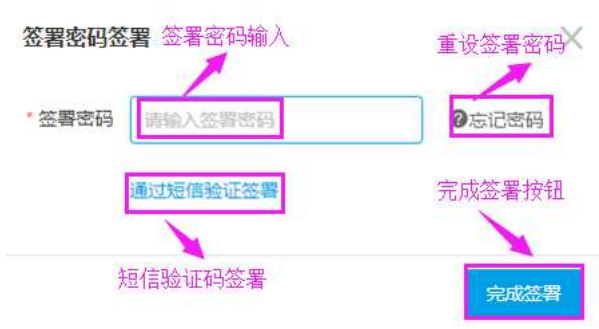 签署密码签署 签署密码输入
重设签署密码
* 签署密码 请输入签署密码 ?忘记密码
通过短信验证签署
完成签署按钮
短信验证码签署
完成签署